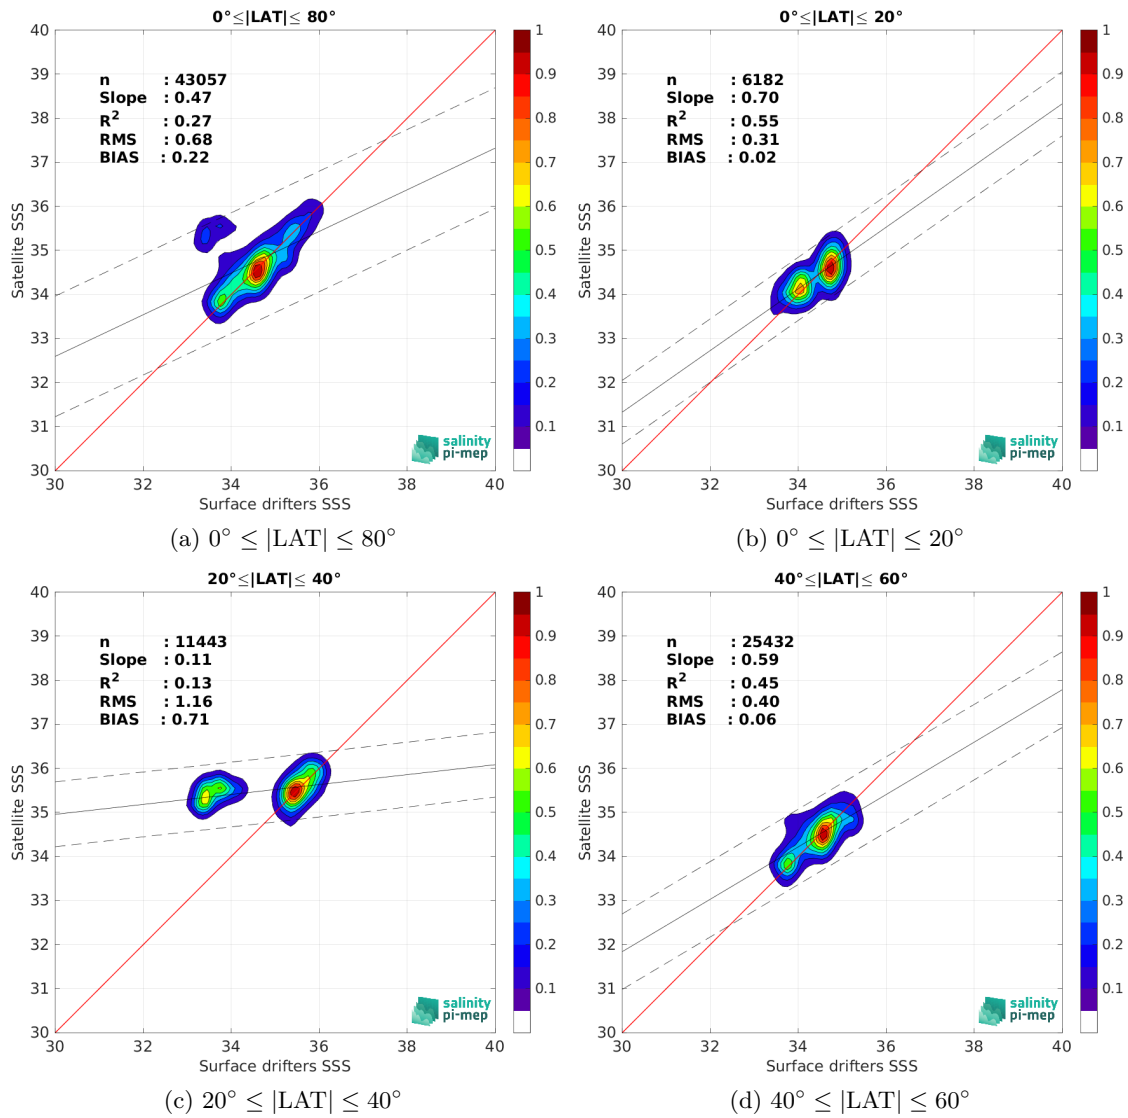 0°≤|LAT|≤ 80°
40
39
38
37
36
35
34
33
32
31
30
Satellite SSS
n : 43057
Slope : 0.47
R2 : 0.27
RMS : 0.68
BIAS : 0.22
salinity
pi-mep
30 32 34 36 38 40
Surface drifters SSS
1
0.9
0.8
0.7
0.6
0.5
0.4
0.3
0.2
0.1
(a) 0° ≤ |LAT| ≤ 80°
0°≤|LAT|≤ 20°
40
39
38
37
36
35
34
33
32
31
30
Satellite SSS
n : 6182
Slope : 0.70
R2 : 0.55
RMS : 0.31
BIAS : 0.02
salinity
pi-mep
30 32 34 36 38 40
Surface drifters SSS
1
0.9
0.8
0.7
0.6
0.5
0.4
0.3
0.2
0.1
(b) 0° ≤ |LAT| ≤ 20°
20°≤|LAT|≤ 40°
40
39
38
37
36
35
34
33
32
31
30
Satellite SSS
n : 11443
Slope : 0.11
R2 : 0.13
RMS : 1.16
BIAS : 0.71
salinity
pi-mep
30 32 34 36 38 40
Surface drifters SSS
1
0.9
0.8
0.7
0.6
0.5
0.4
0.3
0.2
0.1
(c) 20° ≤ |LAT| ≤ 40°
40°≤|LAT|≤ 60°
40
39
38
37
36
35
34
33
32
31
30
Satellite SSS
n : 25432
Slope : 0.59
R2 : 0.45
RMS : 0.40
BIAS : 0.06
salinity
pi-mep
30 32 34 36 38 40
Surface drifters SSS
1
0.9
0.8
0.7
0.6
0.5
0.4
0.3
0.2
0.1
(d) 40° ≤ |LAT| ≤ 60°